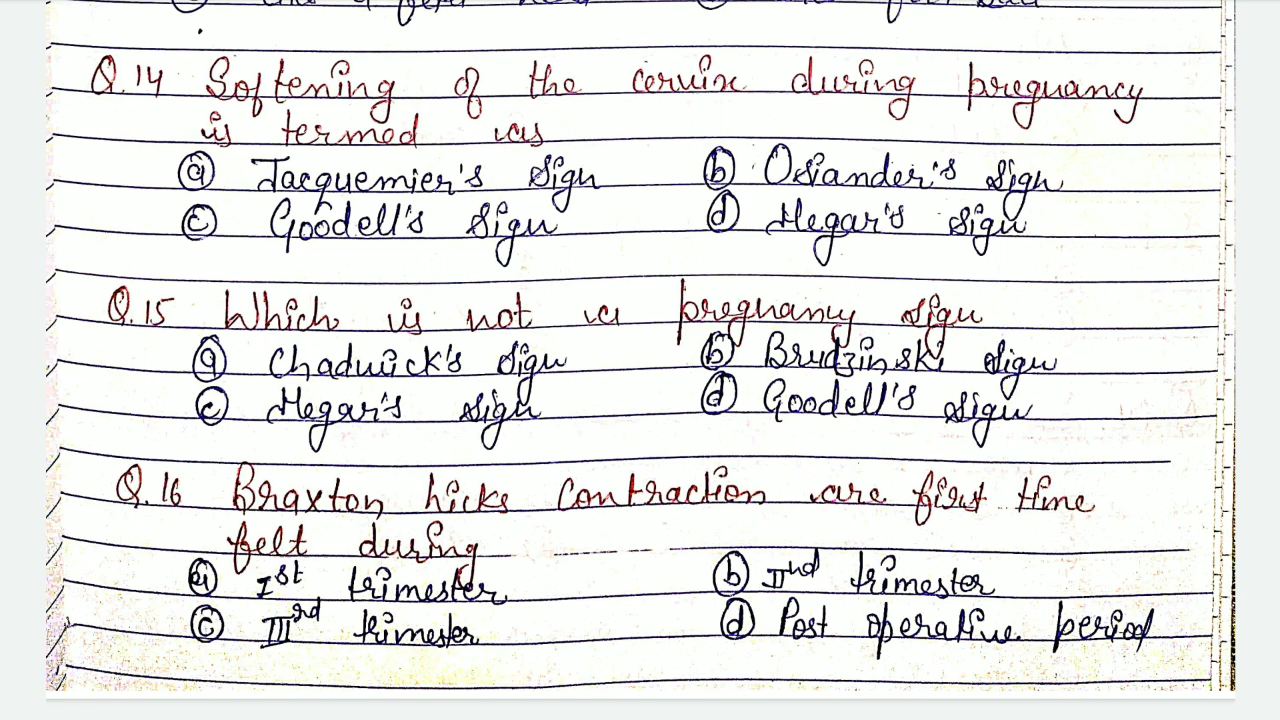 Q.14 Softening of the cervix during pregnancy
is termed as
ⓐ Jacquemier's sign ⓑ Osiander's sign
ⓒ Goodell's sign ⓓ Hegar's sign
Q.15 Which is not a pregnancy sign
ⓐ Chadwick's sign ⓑ Brudzinski sign
ⓒ Hegar's sign ⓓ Goodell's sign
Q.16 Braxton hicks contraction are first time
felt during
ⓐ Ist trimester ⓑ IInd trimester
ⓒ IIIrd trimester ⓓ Post operative period